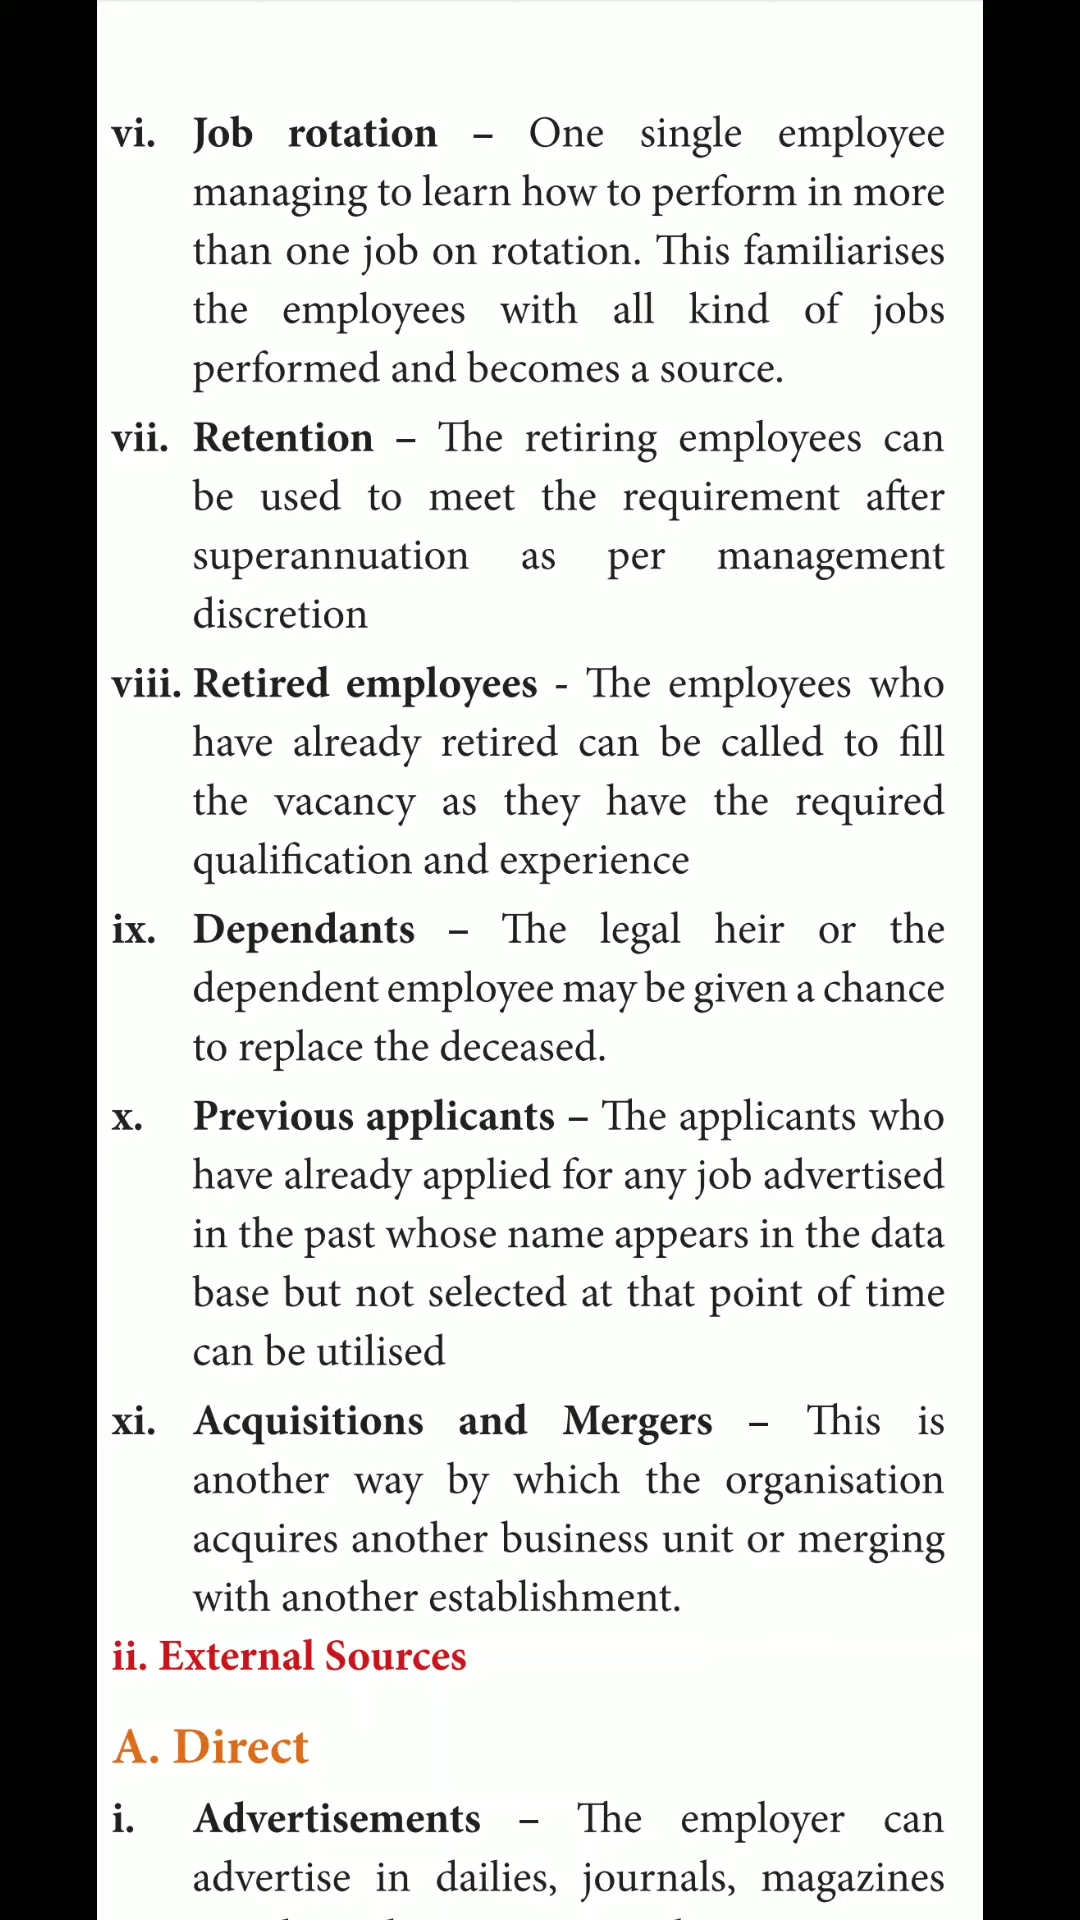 vi. Job rotation – One single employee
managing to learn how to perform in more
than one job on rotation. This familiarises
the employees with all kind of jobs
performed and becomes a source.
vii. Retention – The retiring employees can
be used to meet the requirement after
superannuation as per management
discretion
viii. Retired employees - The employees who
have already retired can be called to fill
the vacancy as they have the required
qualification and experience
ix. Dependants – The legal heir or the
dependent employee may be given a chance
to replace the deceased.
x. Previous applicants – The applicants who
have already applied for any job advertised
in the past whose name appears in the data
base but not selected at that point of time
can be utilised
xi. Acquisitions and Mergers – This is
another way by which the organisation
acquires another business unit or merging
with another establishment.
ii. External Sources
A. Direct
i. Advertisements – The employer can
advertise in dailies, journals, magazines